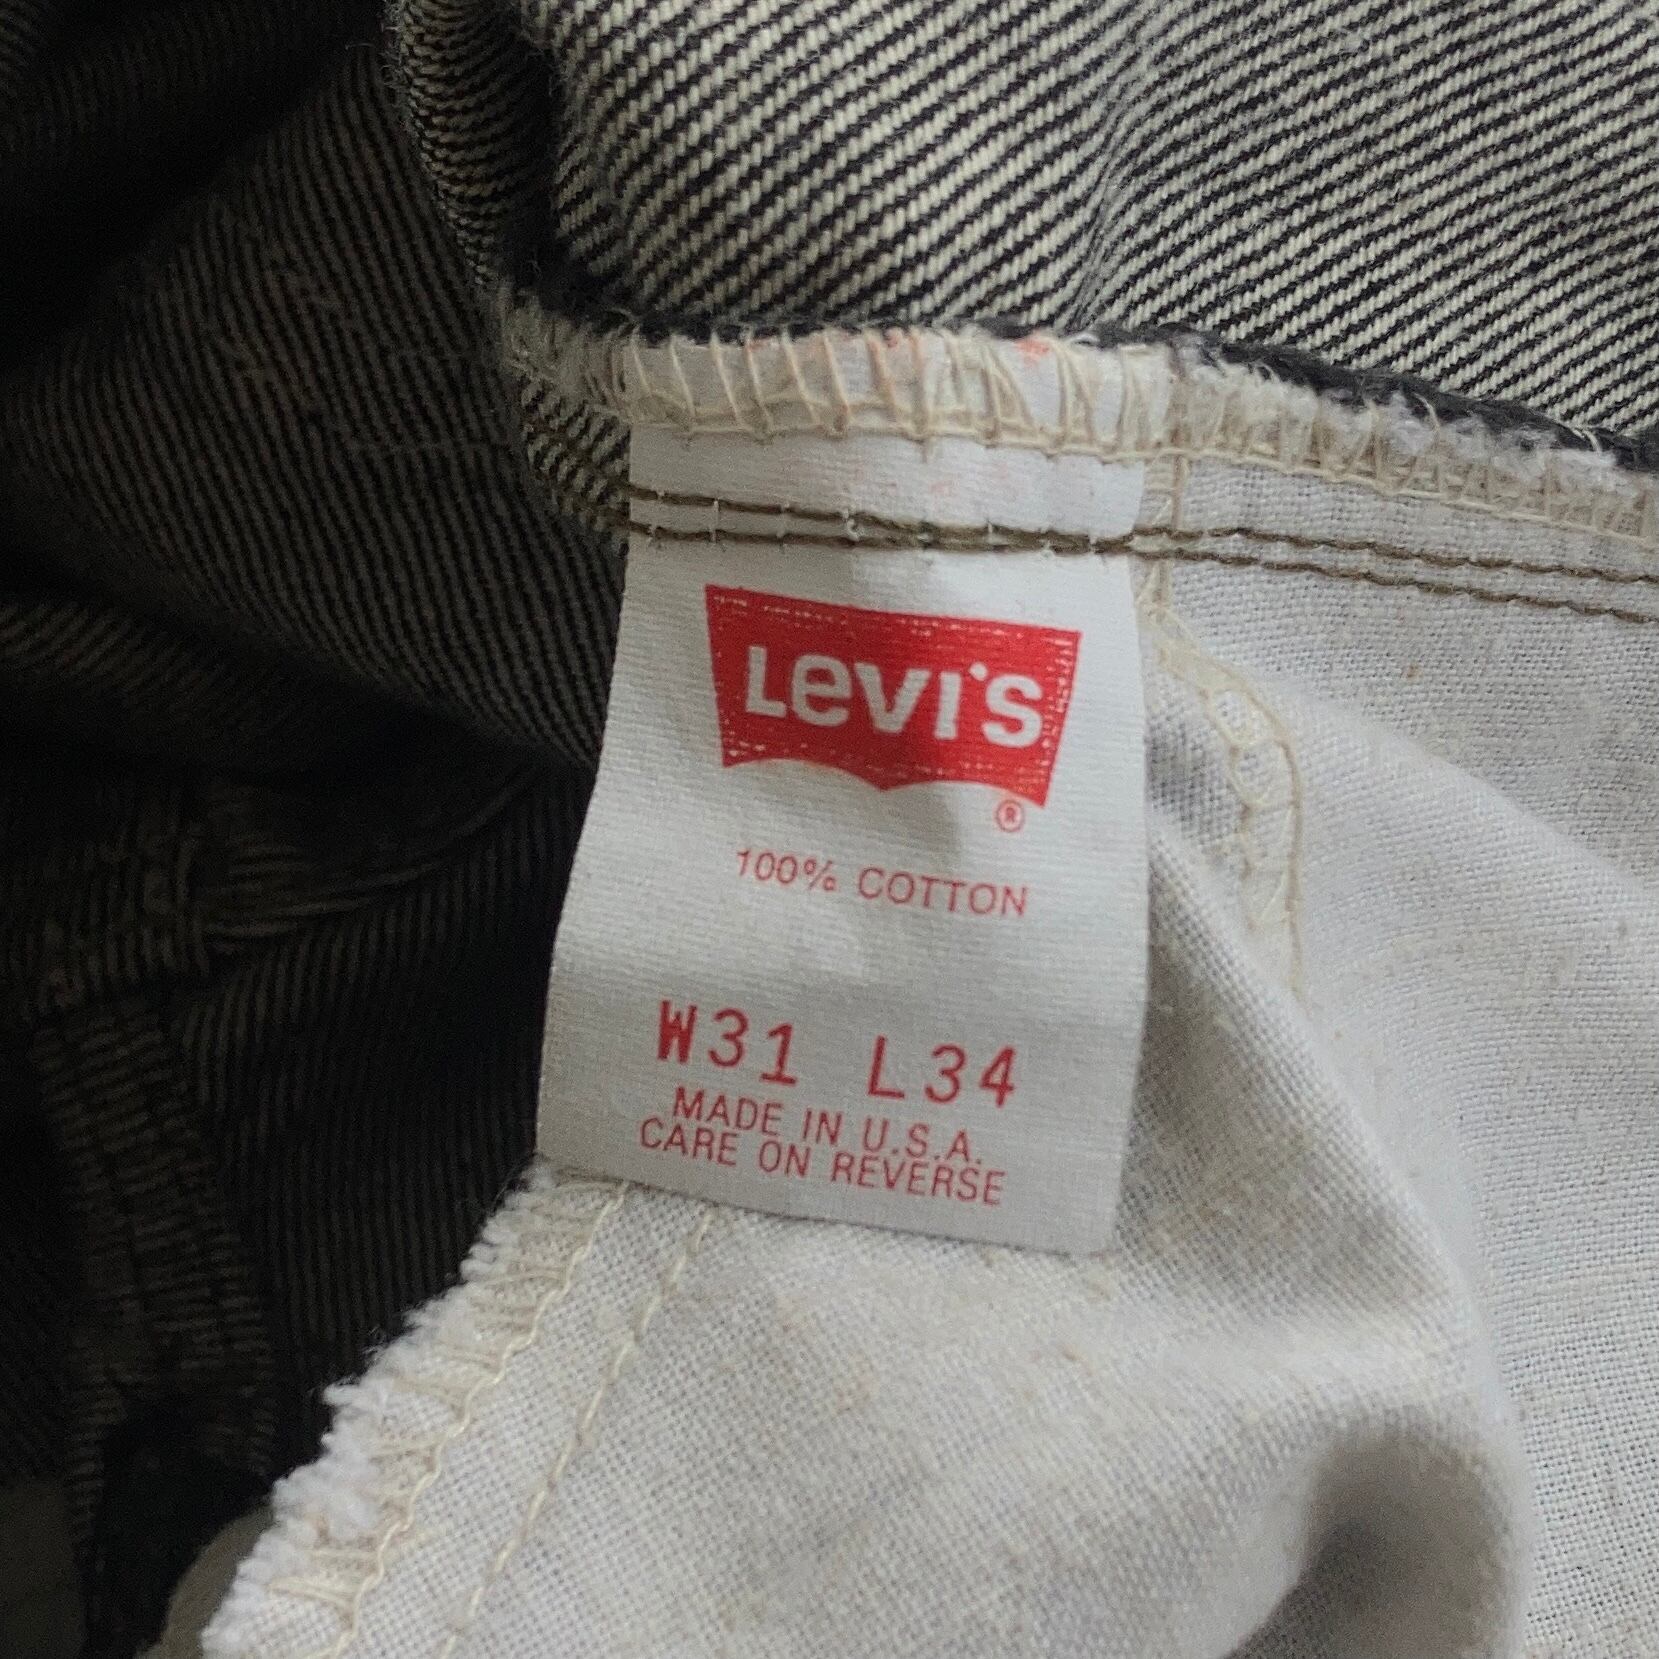 LEVI'S
®
100% COTTON
W31 L34
MADE IN U.S.A.
CARE ON REVERSE